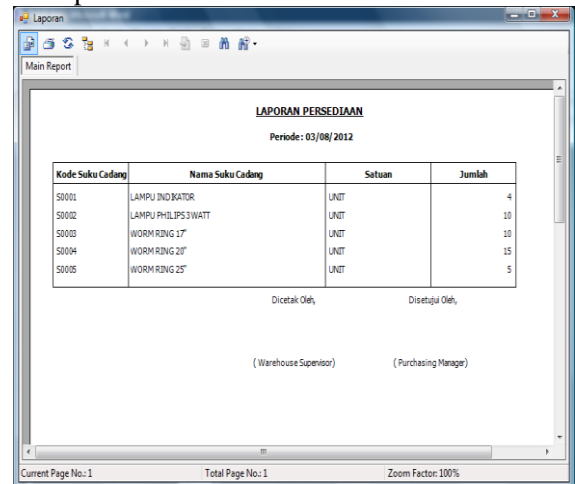 Laporan
Main Report
LAPORAN PERSEDIAAN
Periode : 03/08/2012
Kode Suku Cadang Nama Suku Cadang Satuan Jumlah
S0001 LAMPU INDIKATOR UNIT 4
S0002 LAMPU PHILIPS 3 WATT UNIT 10
S0003 WORM RING 17" UNIT 10
S0004 WORM RING 20" UNIT 15
S0005 WORM RING 25" UNIT 5
Dicetak Oleh, Disetujui Oleh,
( Warehouse Supervisor) ( Purchasing Manager)
Current Page No.: 1 Total Page No.: 1 Zoom Factor: 100%